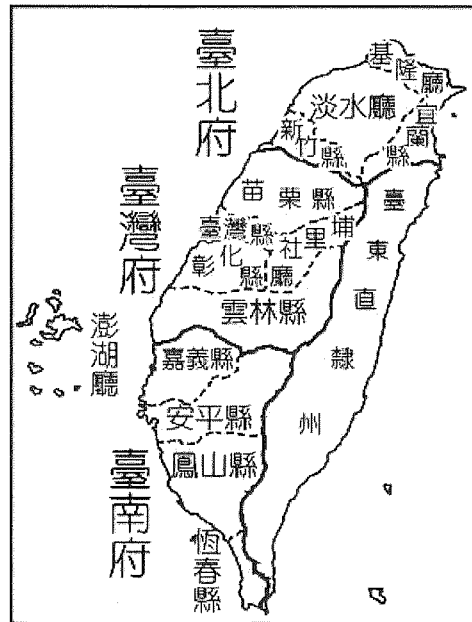 臺北府
基隆廳
淡水廳
宜蘭縣
新竹縣
臺灣府
苗栗縣
臺灣縣
埔里社廳
彰化縣
雲林縣
臺東直隸州
澎湖廳
嘉義縣
安平縣
臺南府
鳳山縣
恆春縣